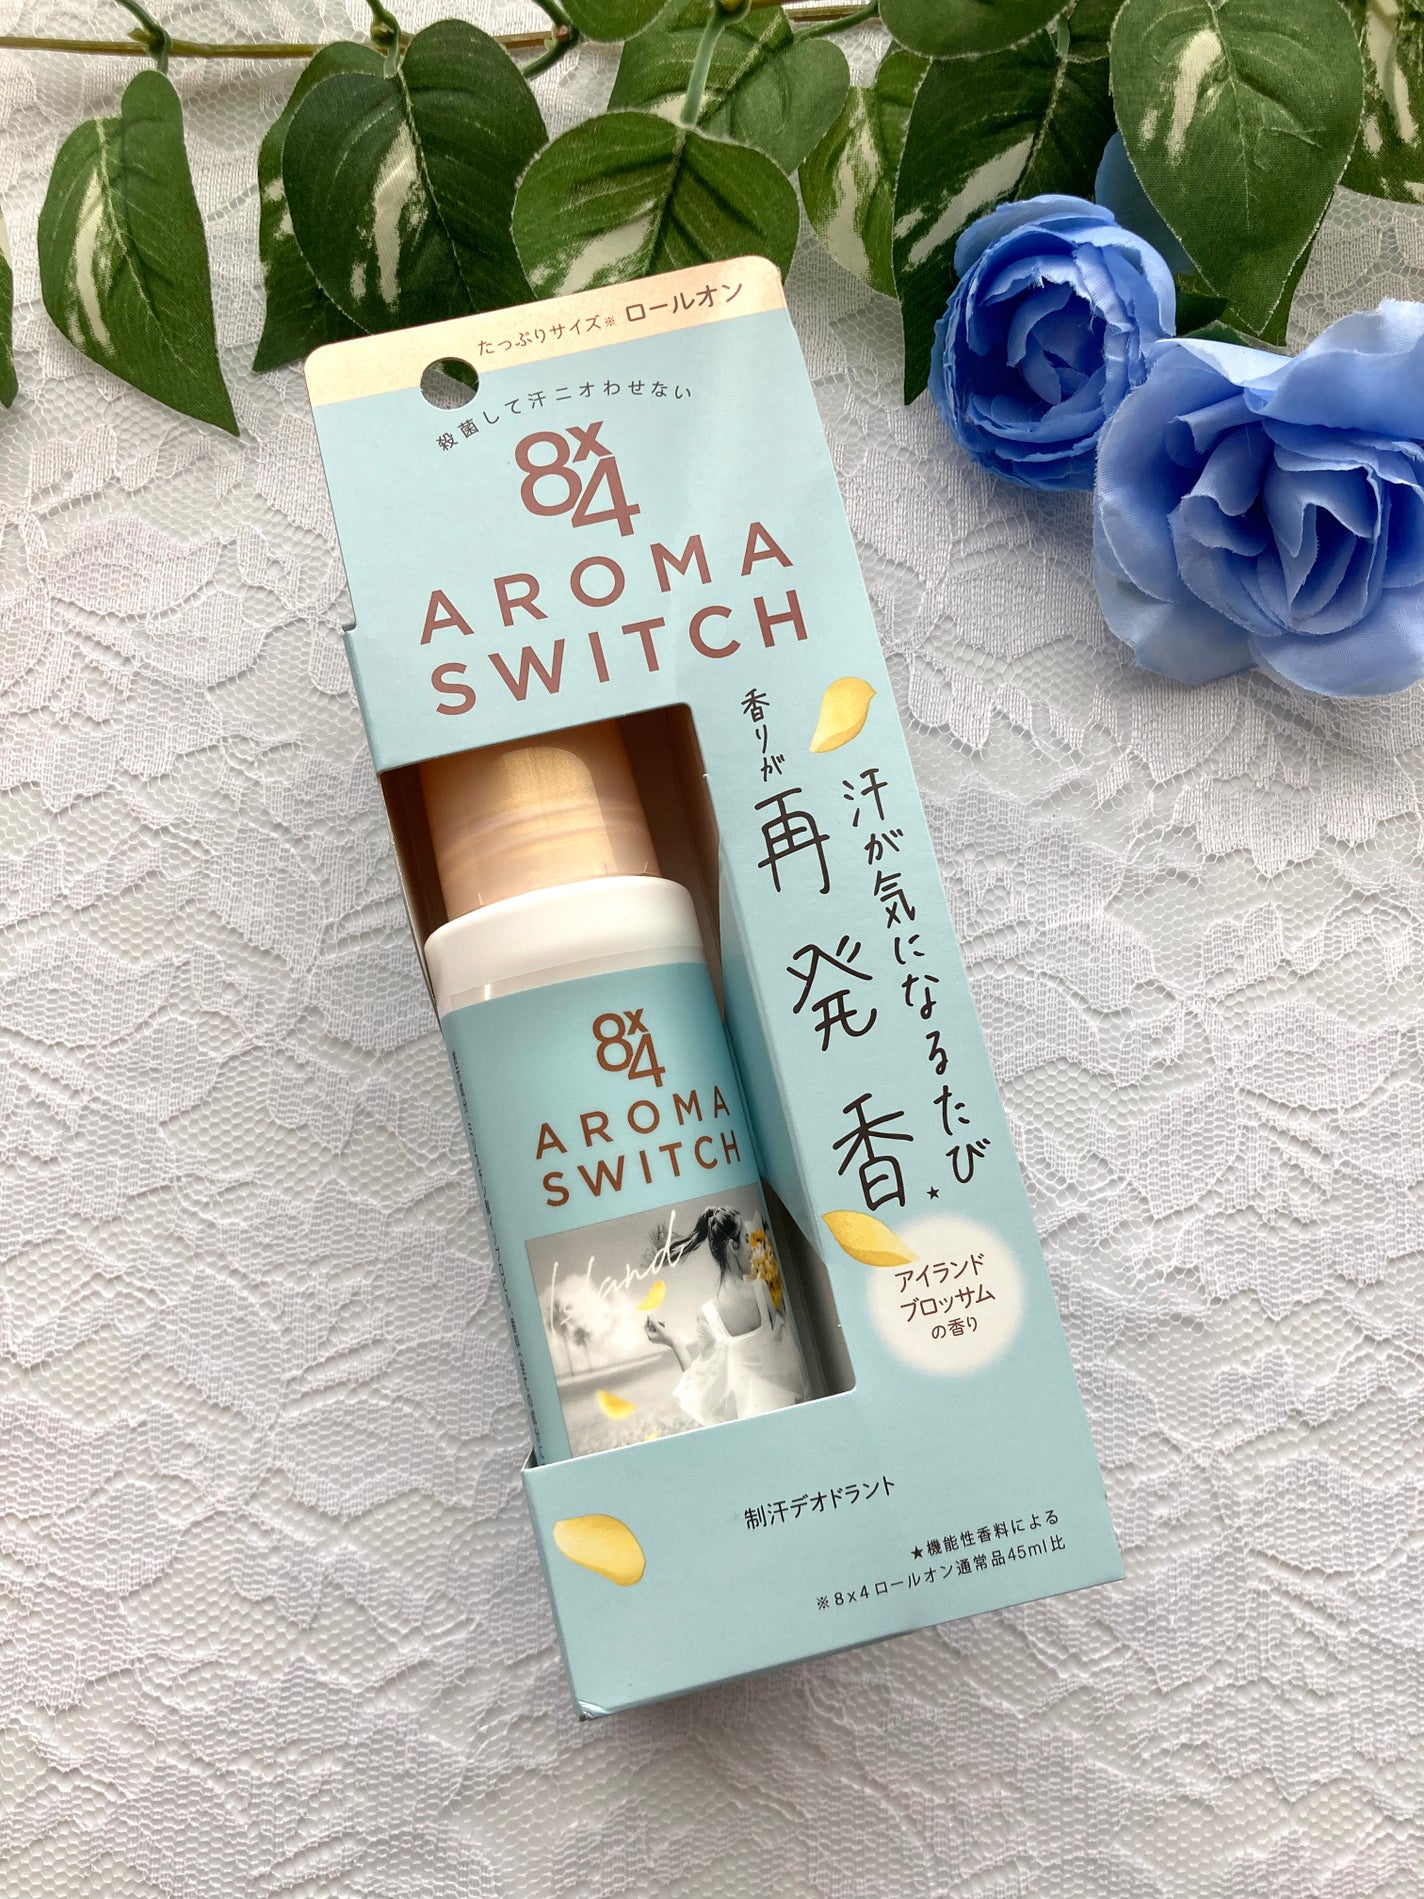 たっぷりサイズ※ ロールオン
殺菌して汗ニオわせない
8x4
AROMA
SWITCH
汗が気になるたび
香りが
再発香★
アイランド
ブロッサム
の香り
8x4
AROMA
SWITCH
制汗デオドラント
★機能性香料による
※8x4ロールオン通常品45ml比